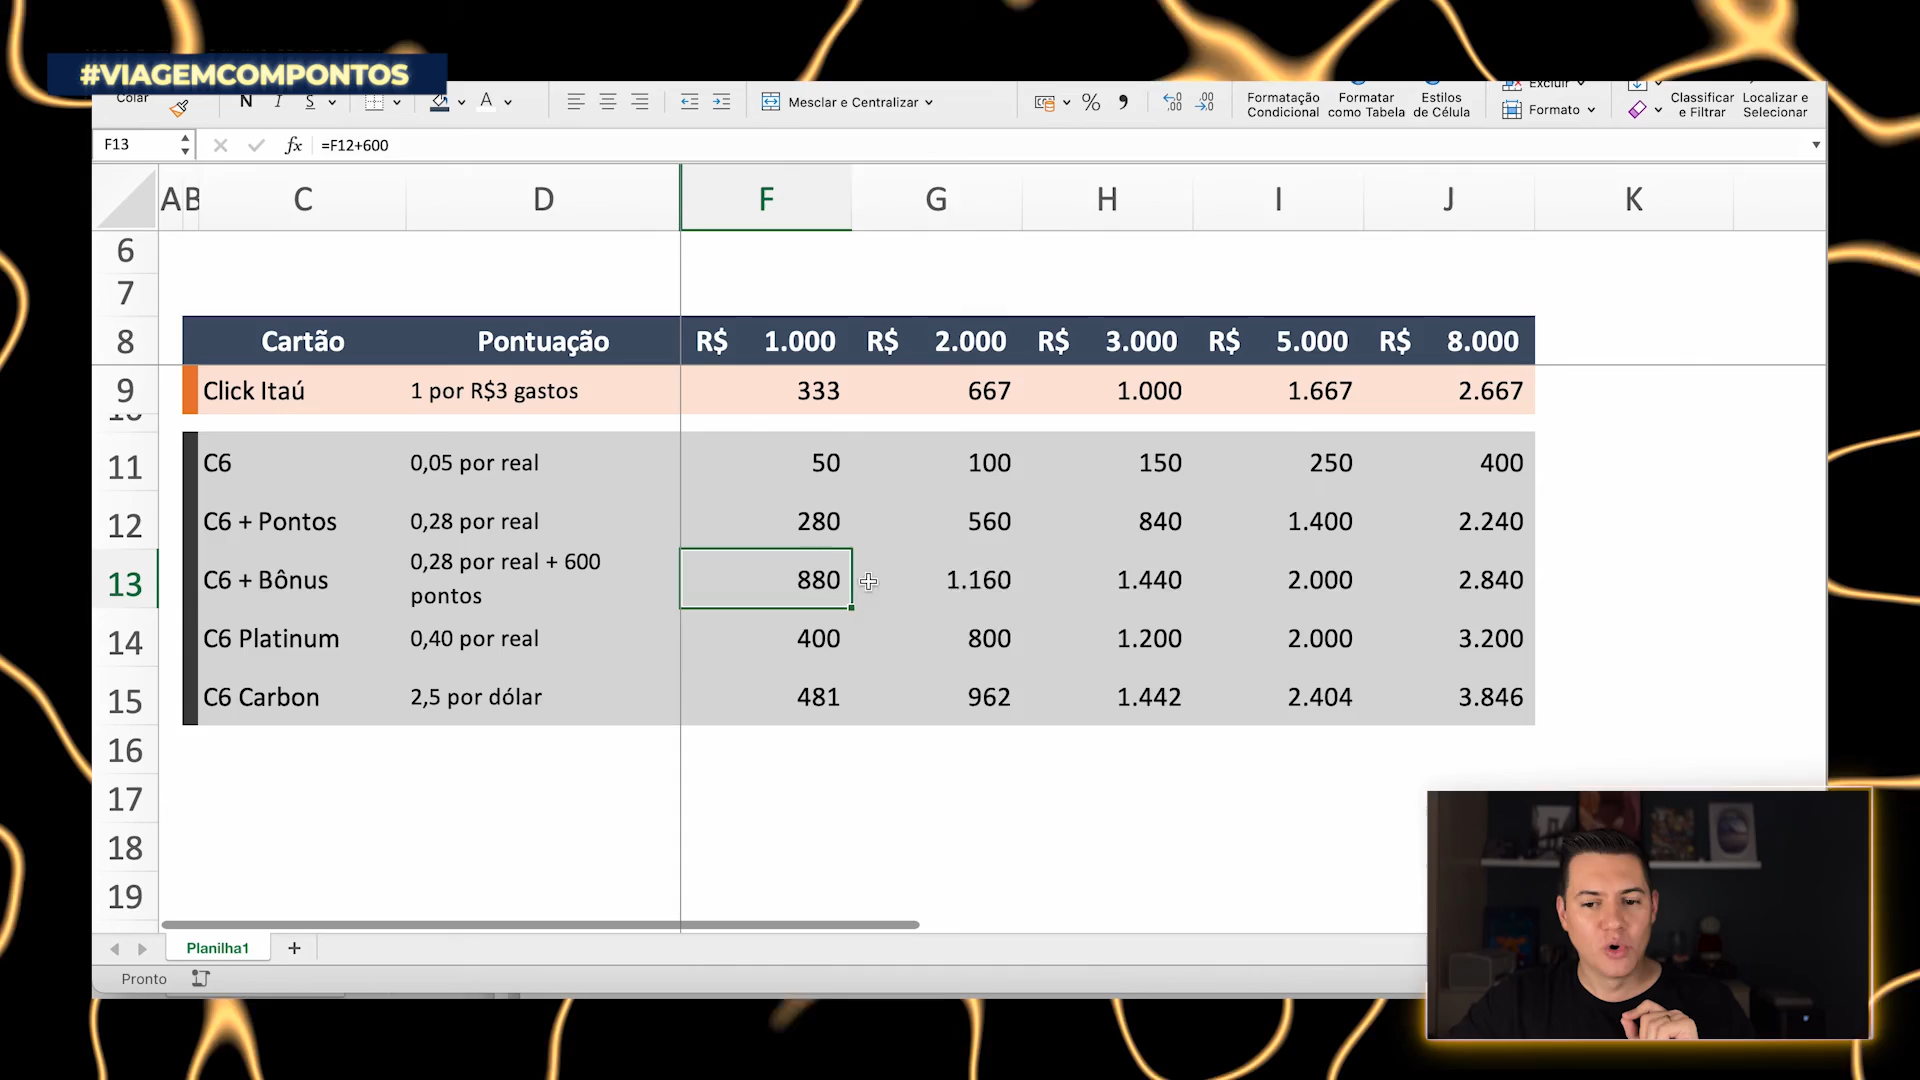 #VIAGEMCOMPONTOS
Colar
N I S A
Mesclar e Centralizar
%
Formatação Condicional
Formatar como Tabela
Estilos de Célula
Excluir
Formato
Classificar e Filtrar
Localizar e Selecionar
F13 fx =F12+600
A B C D F G H I J K
6
7
8 Cartão Pontuação R$ 1.000 R$ 2.000 R$ 3.000 R$ 5.000 R$ 8.000
9 Click Itaú 1 por R$3 gastos 333 667 1.000 1.667 2.667
10
11 C6 0,05 por real 50 100 150 250 400
12 C6 + Pontos 0,28 por real 280 560 840 1.400 2.240
13 C6 + Bônus 0,28 por real + 600 pontos 880 1.160 1.440 2.000 2.840
14 C6 Platinum 0,40 por real 400 800 1.200 2.000 3.200
15 C6 Carbon 2,5 por dólar 481 962 1.442 2.404 3.846
16
17
18
19
Planilha1 +
Pronto